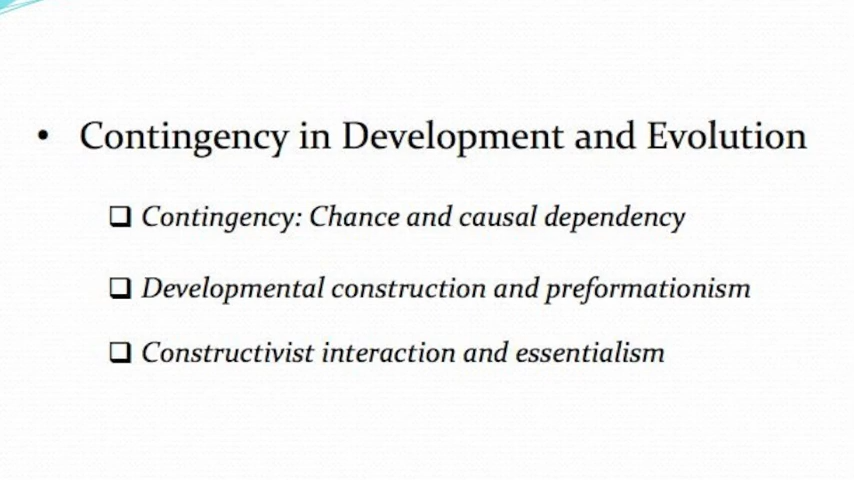 • Contingency in Development and Evolution
❑ Contingency: Chance and causal dependency
❑ Developmental construction and preformationism
❑ Constructivist interaction and essentialism